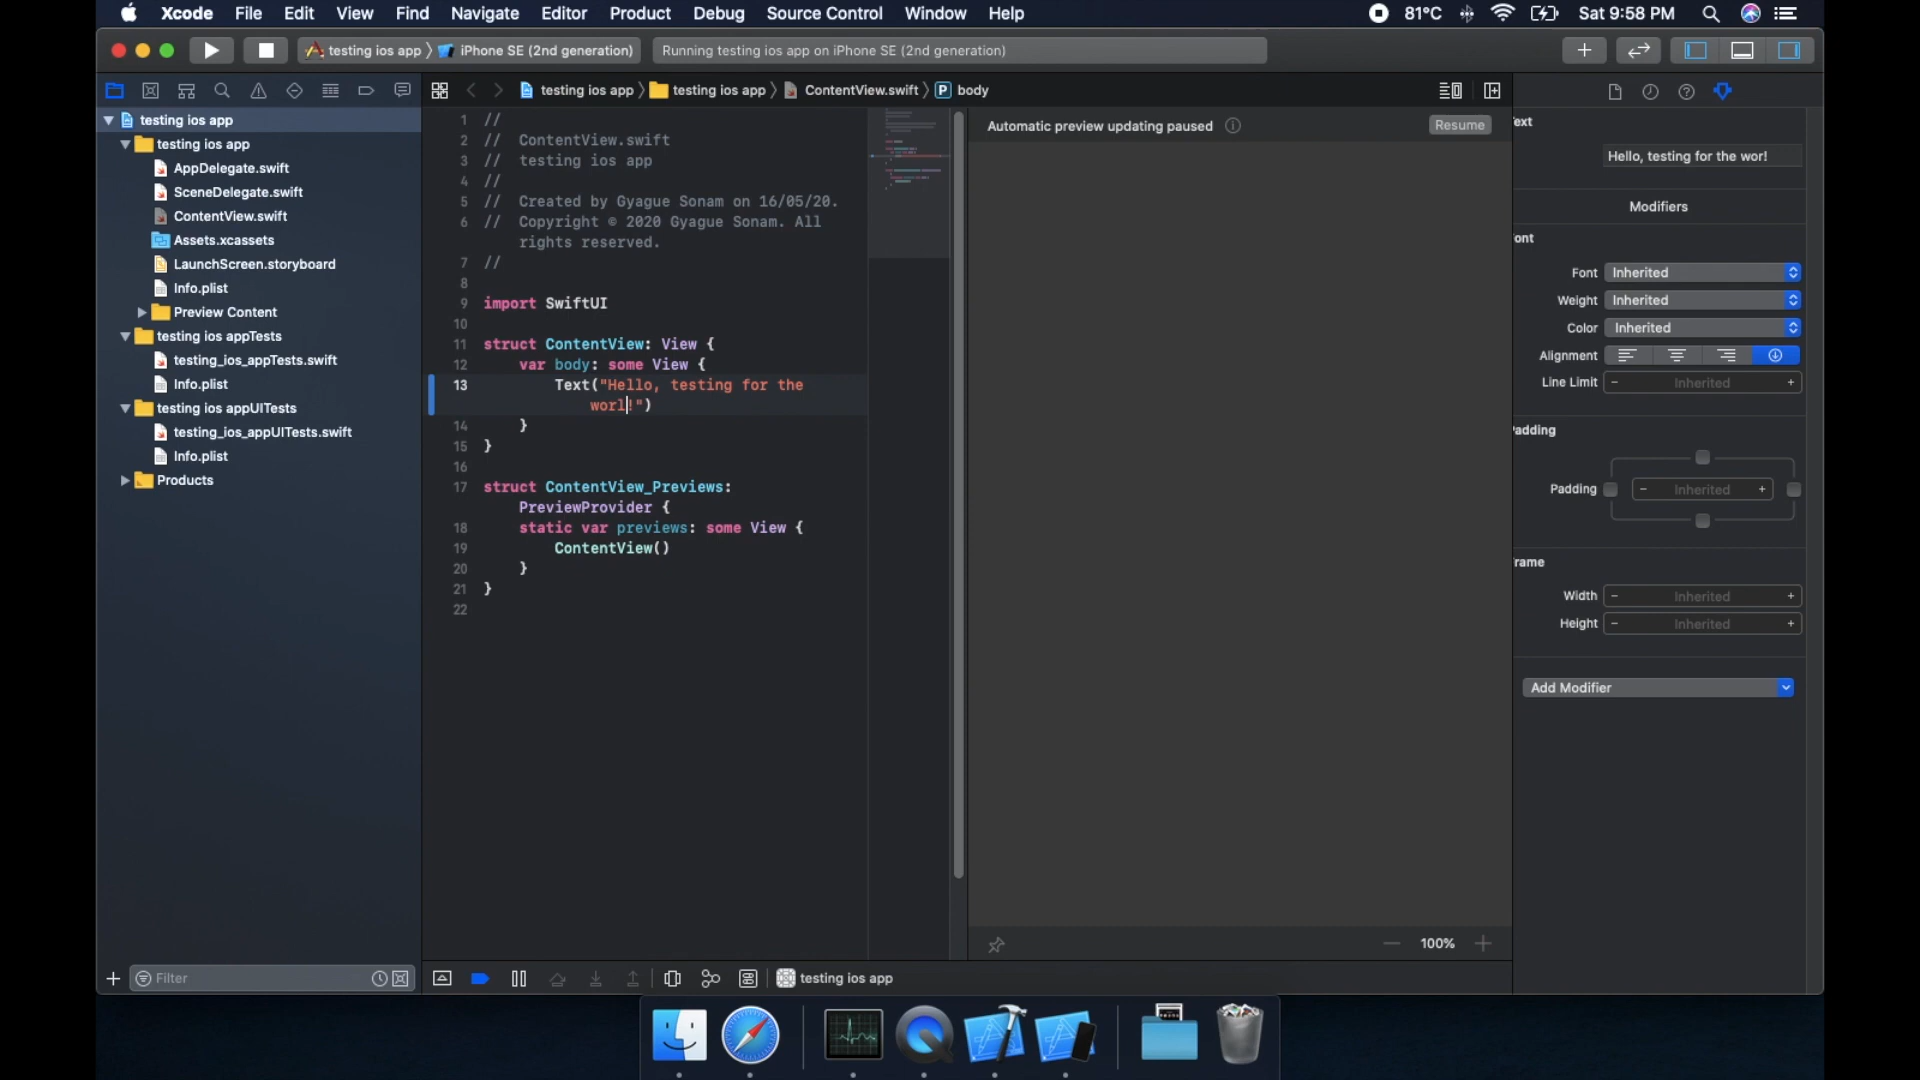 Xcode File Edit View Find Navigate Editor Product Debug Source Control Window Help 81°C Sat 9:58 PM
testing ios app iPhone SE (2nd generation) Running testing ios app on iPhone SE (2nd generation)
testing ios app testing ios app ContentView.swift P body
testing ios app
testing ios app
AppDelegate.swift
SceneDelegate.swift
ContentView.swift
Assets.xcassets
LaunchScreen.storyboard
Info.plist
Preview Content
testing ios appTests
testing_ios_appTests.swift
Info.plist
testing ios appUITests
testing_ios_appUITests.swift
Info.plist
Products
Filter
1 //
2 // ContentView.swift
3 // testing ios app
4 //
5 // Created by Gyague Sonam on 16/05/20.
6 // Copyright © 2020 Gyague Sonam. All
rights reserved.
7 //
8
9 import SwiftUI
10
11 struct ContentView: View {
12 var body: some View {
13 Text("Hello, testing for the
worl!")
14 }
15 }
16
17 struct ContentView_Previews:
PreviewProvider {
18 static var previews: some View {
19 ContentView()
20 }
21 }
22
testing ios app
Automatic preview updating paused Resume
100%
ext
Hello, testing for the wor!
Modifiers
ont
Font Inherited
Weight Inherited
Color Inherited
Alignment
Line Limit − Inherited +
adding
Padding − Inherited +
rame
Width − Inherited +
Height − Inherited +
Add Modifier